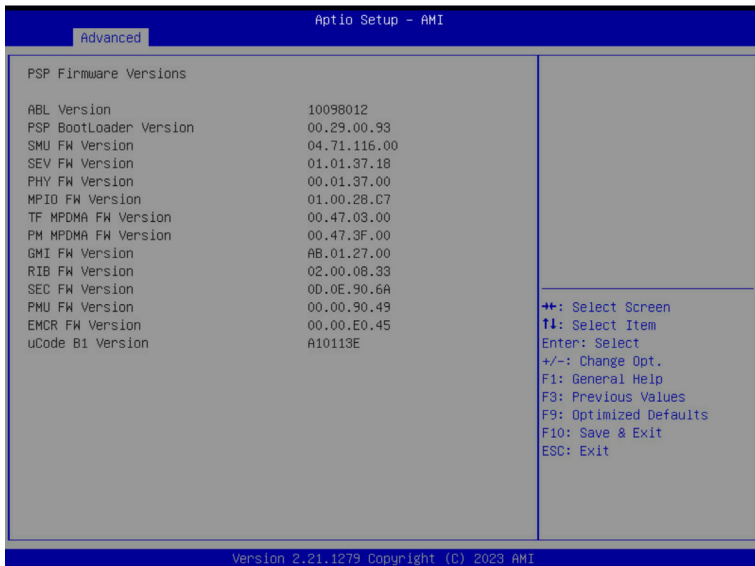 Aptio Setup – AMI
Advanced
PSP Firmware Versions
ABL Version 10098012
PSP BootLoader Version 00.29.00.93
SMU FW Version 04.71.116.00
SEV FW Version 01.01.37.18
PHY FW Version 00.01.37.00
MPIO FW Version 01.00.28.C7
TF MPDMA FW Version 00.47.03.00
PM MPDMA FW Version 00.47.3F.00
GMI FW Version AB.01.27.00
RIB FW Version 02.00.08.33
SEC FW Version 0D.0E.90.6A
PMU FW Version 00.00.90.49
EMCR FW Version 00.00.E0.45
uCode B1 Version A10113E
→←: Select Screen
↑↓: Select Item
Enter: Select
+/-: Change Opt.
F1: General Help
F3: Previous Values
F9: Optimized Defaults
F10: Save & Exit
ESC: Exit
Version 2.21.1279 Copyright (C) 2023 AMI